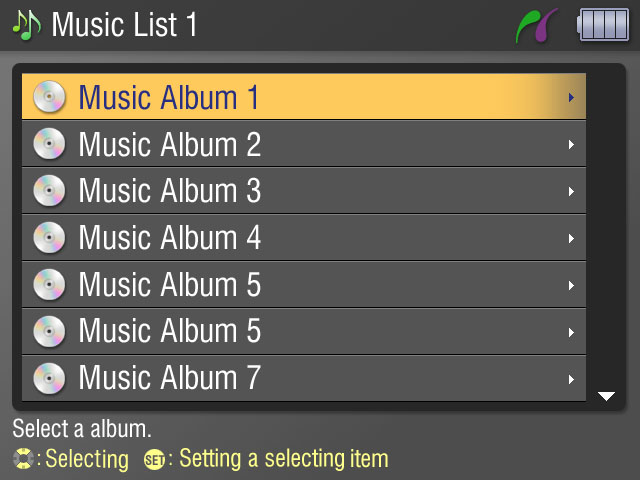 Music List 1
Music Album 1
Music Album 2
Music Album 3
Music Album 4
Music Album 5
Music Album 5
Music Album 7
Select a album.
: Selecting SET : Setting a selecting item